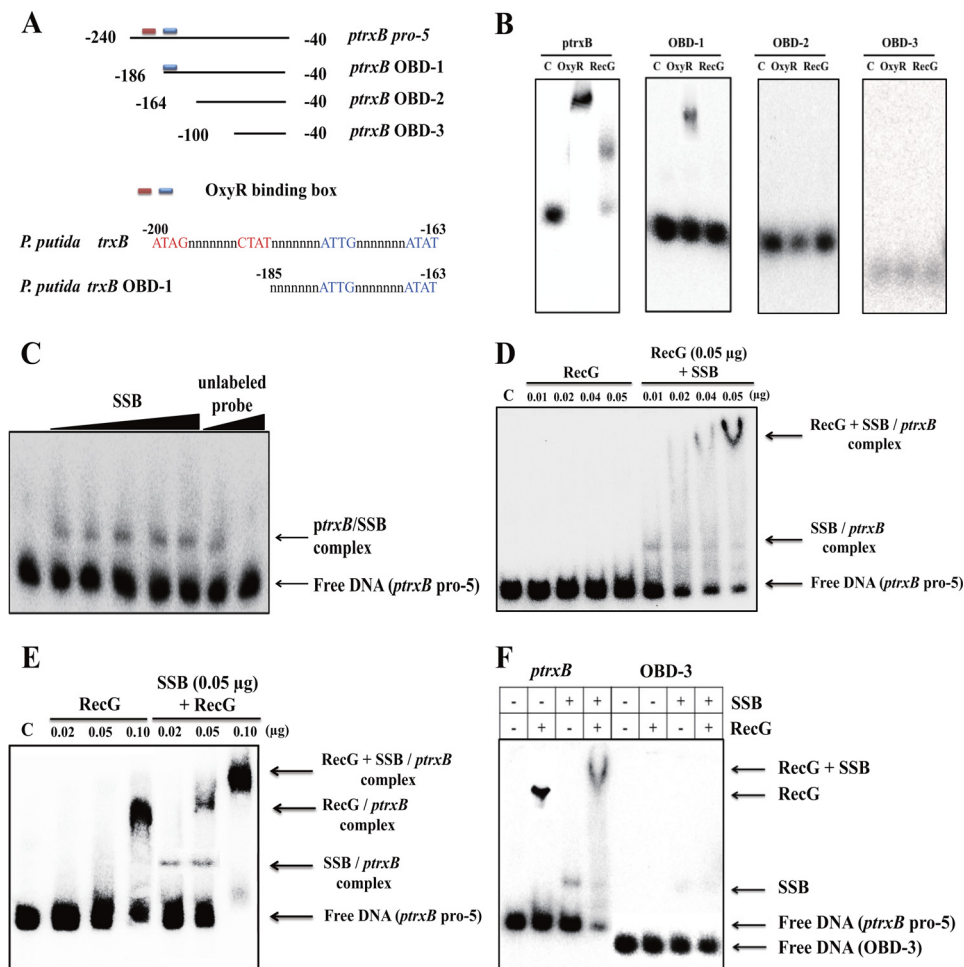 A
-240
-40
ptrxB pro-5
-186
-40
ptrxB OBD-1
-164
-40
ptrxB OBD-2
-100
-40
ptrxB OBD-3
OxyR binding box
-200
-163
P. putida trxB
ATAGnnnnnnnCTATnnnnnnnATTGnnnnnnnATAT
-185
-163
P. putida trxB OBD-1
nnnnnnnATTGnnnnnnnATAT
B
ptrxB
OBD-1
OBD-2
OBD-3
C OxyR RecG
C OxyR RecG
C OxyR RecG
C OxyR RecG
C
SSB
unlabeled
probe
ptrxB/SSB
complex
Free DNA (ptrxB pro-5)
D
RecG
RecG (0.05 µg)
+ SSB
C
0.01 0.02 0.04 0.05
0.01 0.02 0.04 0.05 (µg)
RecG + SSB / ptrxB
complex
SSB / ptrxB
complex
Free DNA (ptrxB pro-5)
E
RecG
SSB (0.05 µg)
+ RecG
C
0.02 0.05 0.10
0.02 0.05 0.10 (µg)
RecG + SSB / ptrxB
complex
RecG / ptrxB
complex
SSB / ptrxB
complex
Free DNA (ptrxB pro-5)
F
ptrxB
OBD-3
- - + + - - + + SSB
- + - + - + - + RecG
RecG + SSB
RecG
SSB
Free DNA (ptrxB pro-5)
Free DNA (OBD-3)